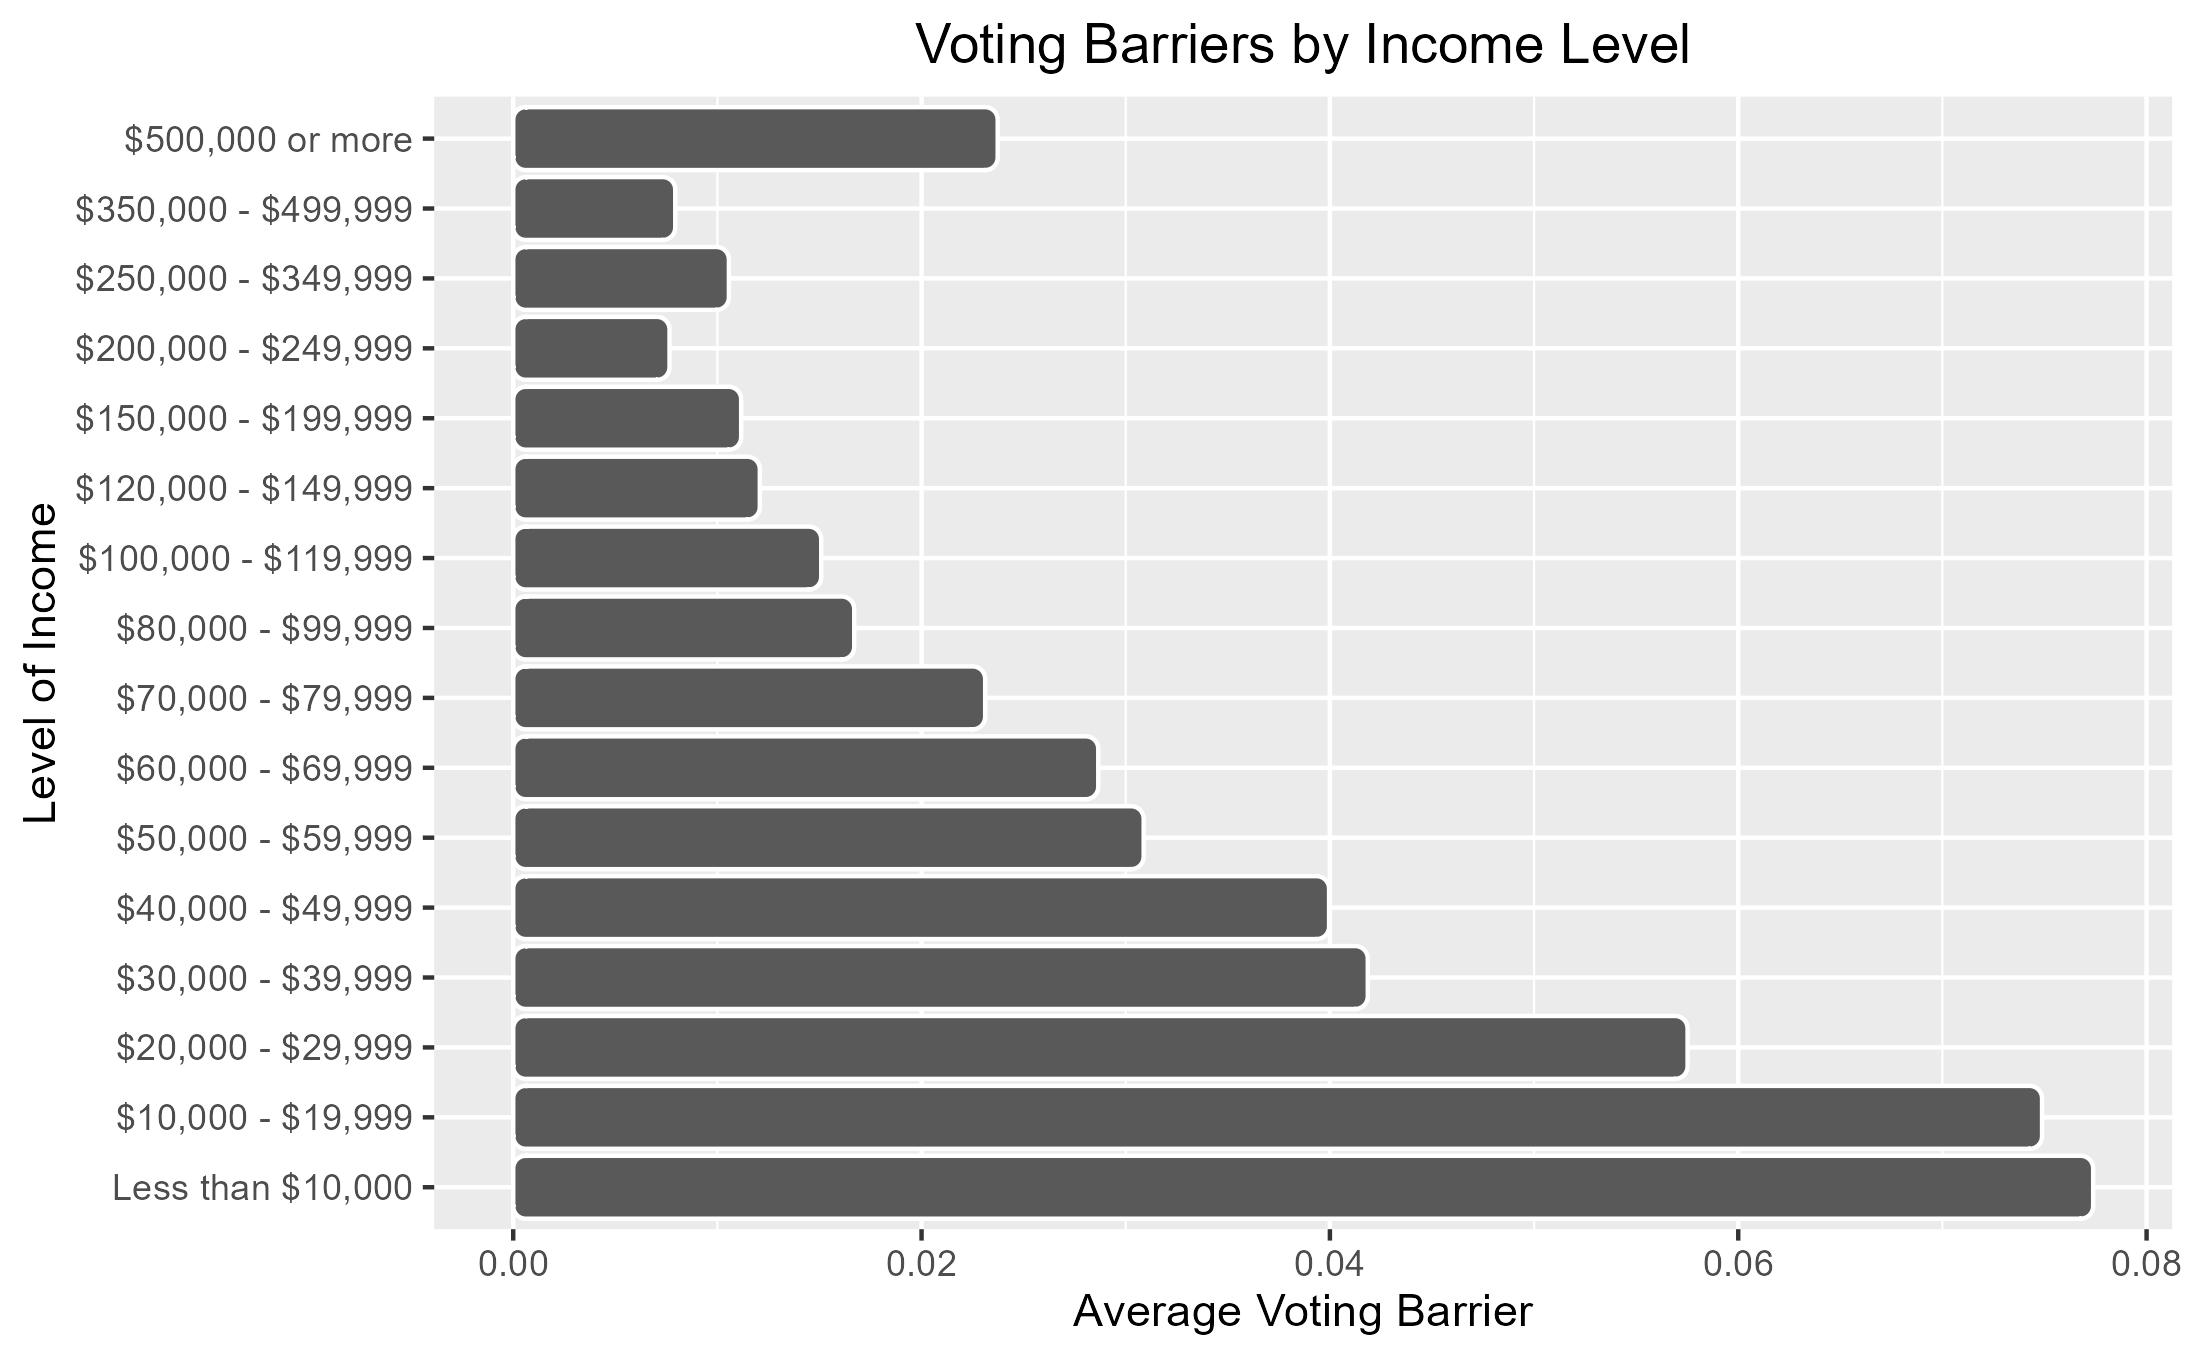 Voting Barriers by Income Level
Level of Income
$500,000 or more
$350,000 - $499,999
$250,000 - $349,999
$200,000 - $249,999
$150,000 - $199,999
$120,000 - $149,999
$100,000 - $119,999
$80,000 - $99,999
$70,000 - $79,999
$60,000 - $69,999
$50,000 - $59,999
$40,000 - $49,999
$30,000 - $39,999
$20,000 - $29,999
$10,000 - $19,999
Less than $10,000
0.00 0.02 0.04 0.06 0.08
Average Voting Barrier